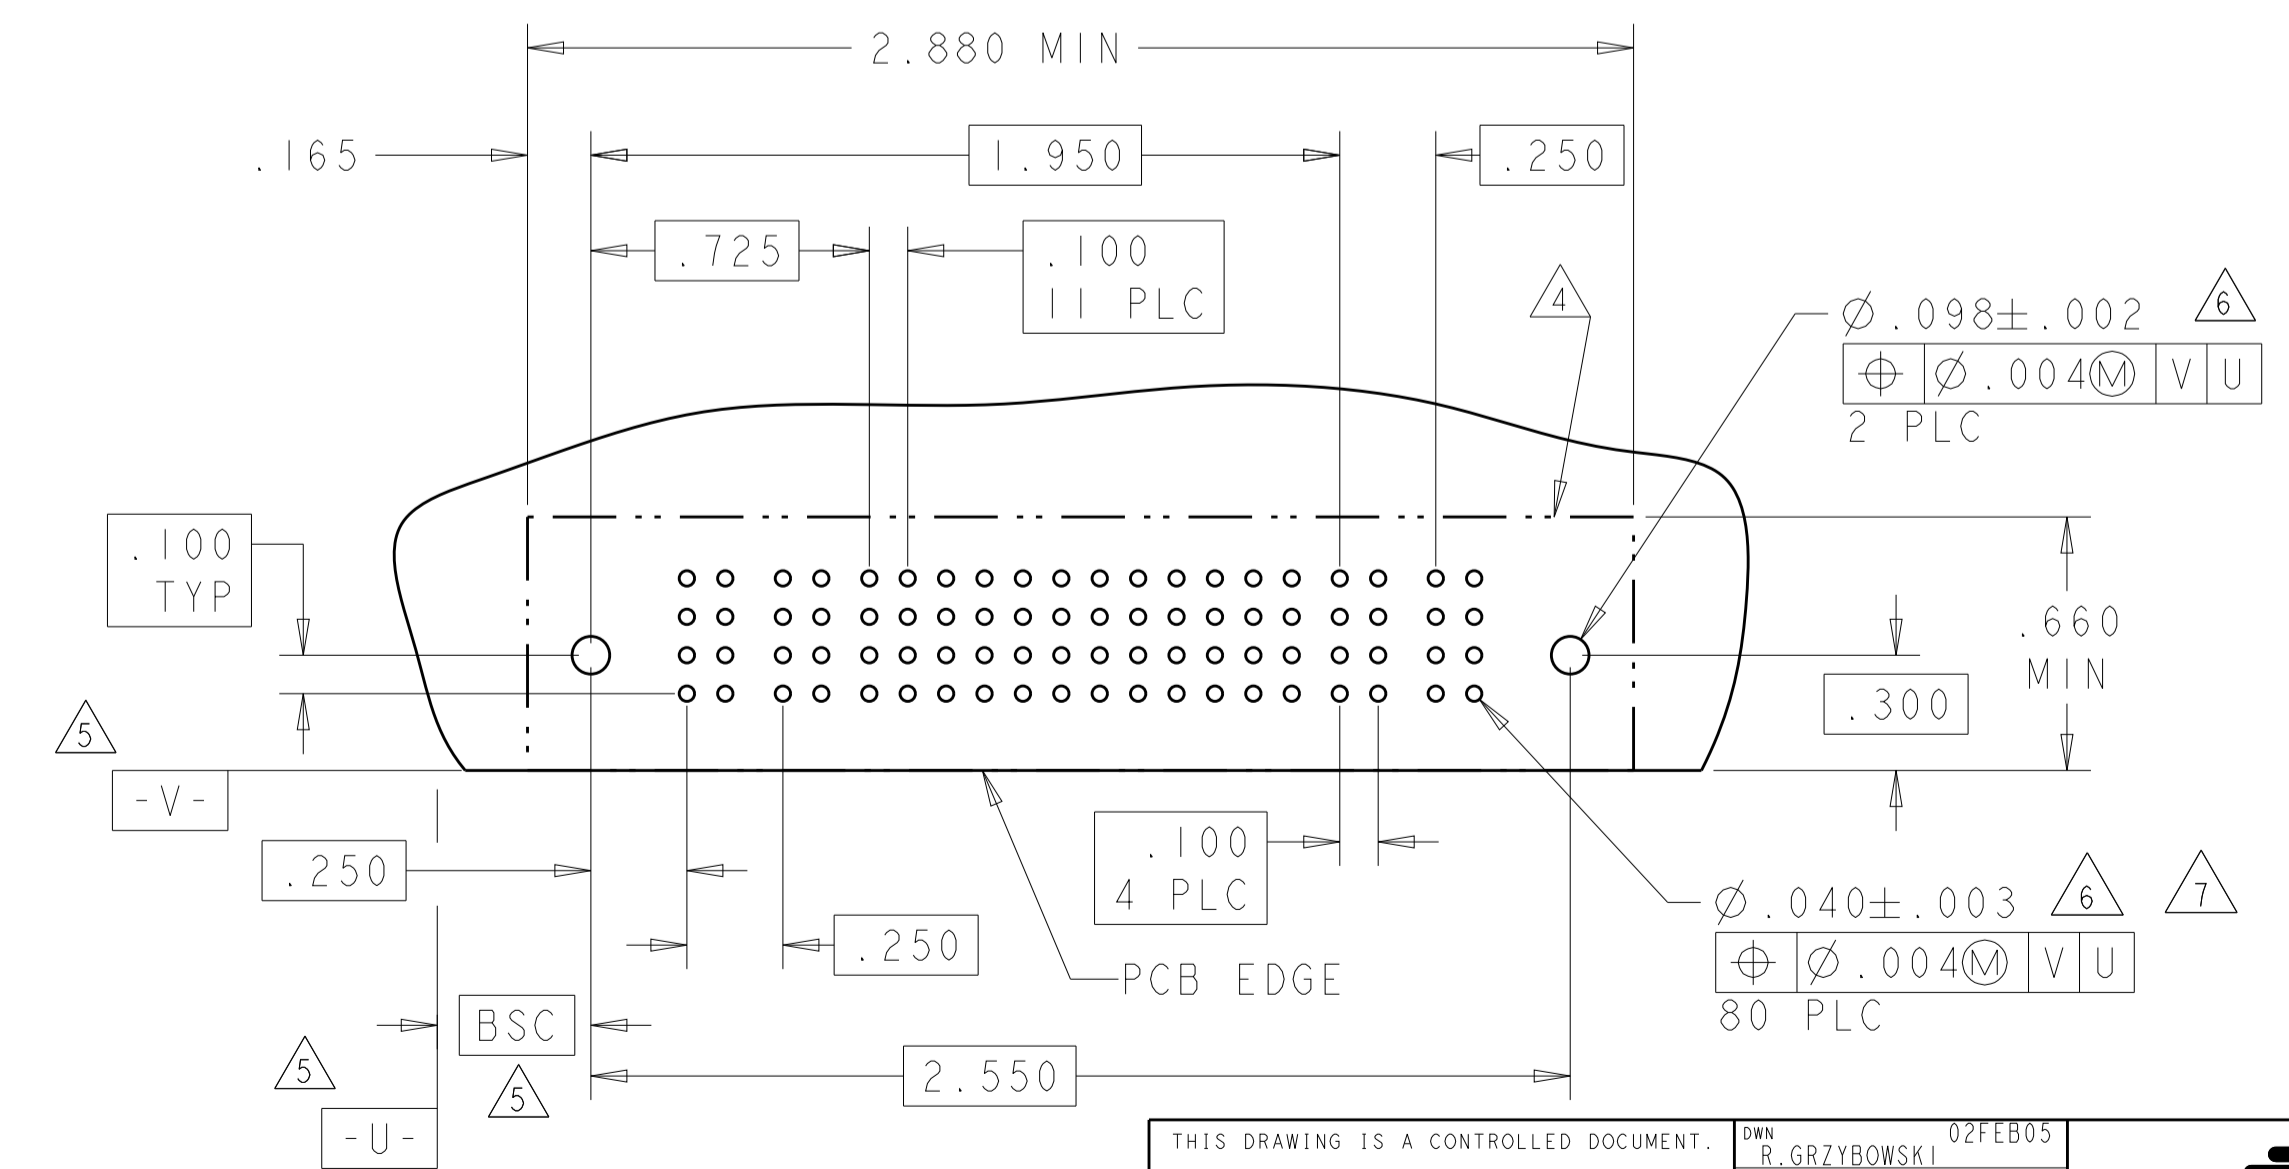 2.880 MIN
.165
1.950
.250
.725
.100
11 PLC
4
Ø.098±.002
6
⌖ Ø.004Ⓜ V U
2 PLC
.100
TYP
.660
MIN
.300
5
-V-
.250
.100
4 PLC
.250
PCB EDGE
Ø.040±.003
6
7
⌖ Ø.004Ⓜ V U
80 PLC
BSC
5
5
2.550
-U-
THIS DRAWING IS A CONTROLLED DOCUMENT.
DWN
02FEB05
R.GRZYBOWSKI